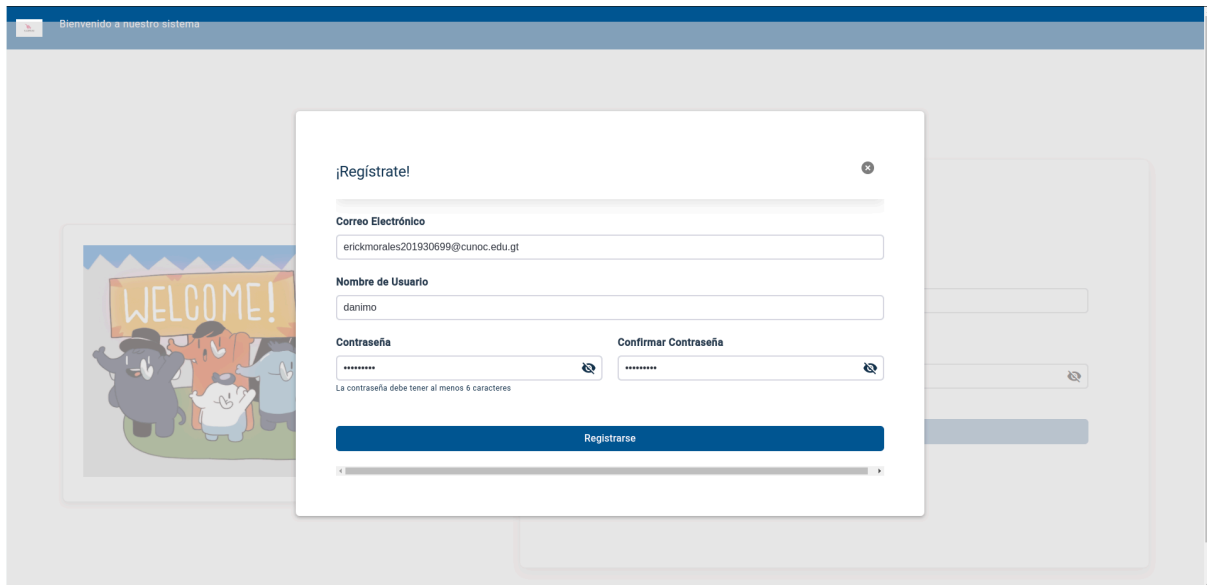 Bienvenido a nuestro sistema
¡Regístrate!
Correo Electrónico
erickmorales201930699@cunoc.edu.gt
Nombre de Usuario
danimo
Contraseña Confirmar Contraseña
••••••••• •••••••••
La contraseña debe tener al menos 6 caracteres
Registrarse
WELCOME!